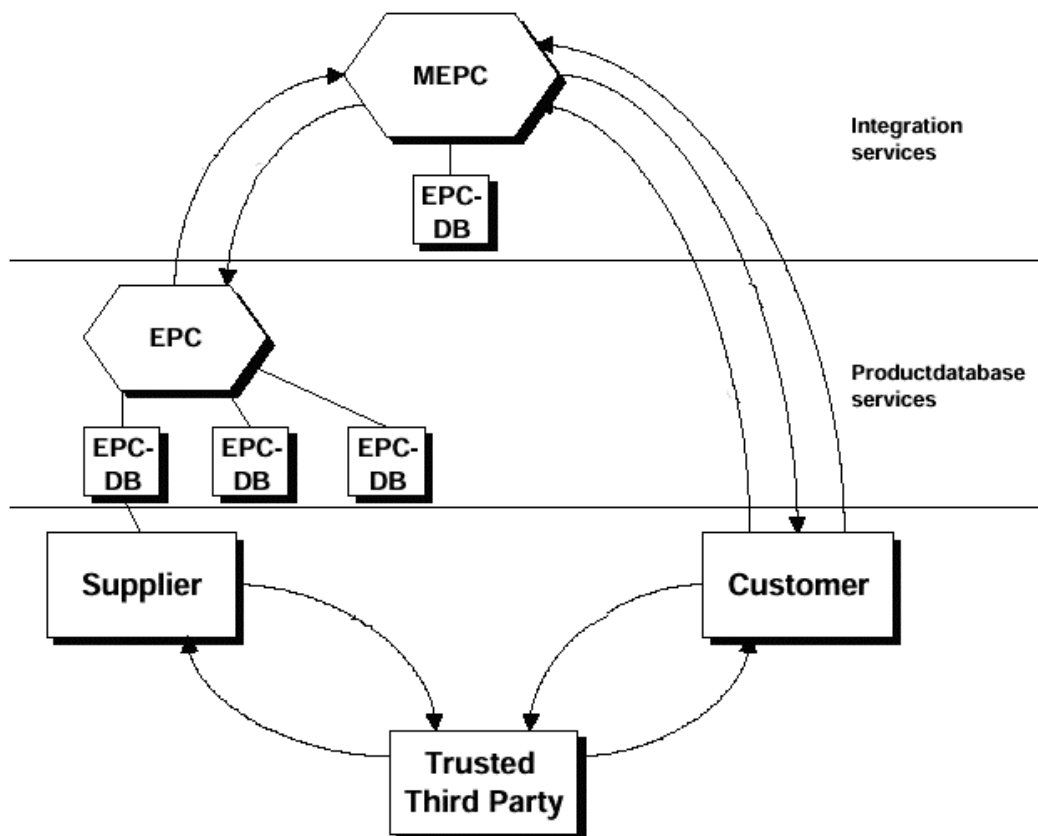 MEPC
Integration
services
EPC-
DB
EPC
Productdatabase
services
EPC-
DB
EPC-
DB
EPC-
DB
Supplier
Customer
Trusted
Third Party